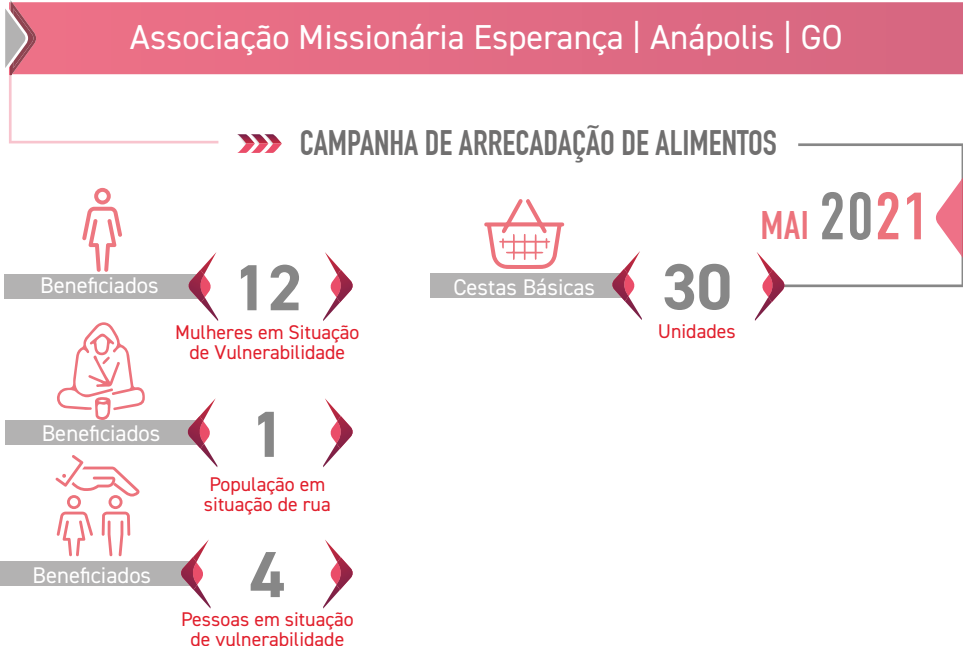 Associação Missionária Esperança | Anápolis | GO
CAMPANHA DE ARRECADAÇÃO DE ALIMENTOS
MAI 2021
Beneficiados
12
Mulheres em Situação
de Vulnerabilidade
Cestas Básicas
30
Unidades
Beneficiados
1
População em
situação de rua
Beneficiados
4
Pessoas em situação
de vulnerabilidade